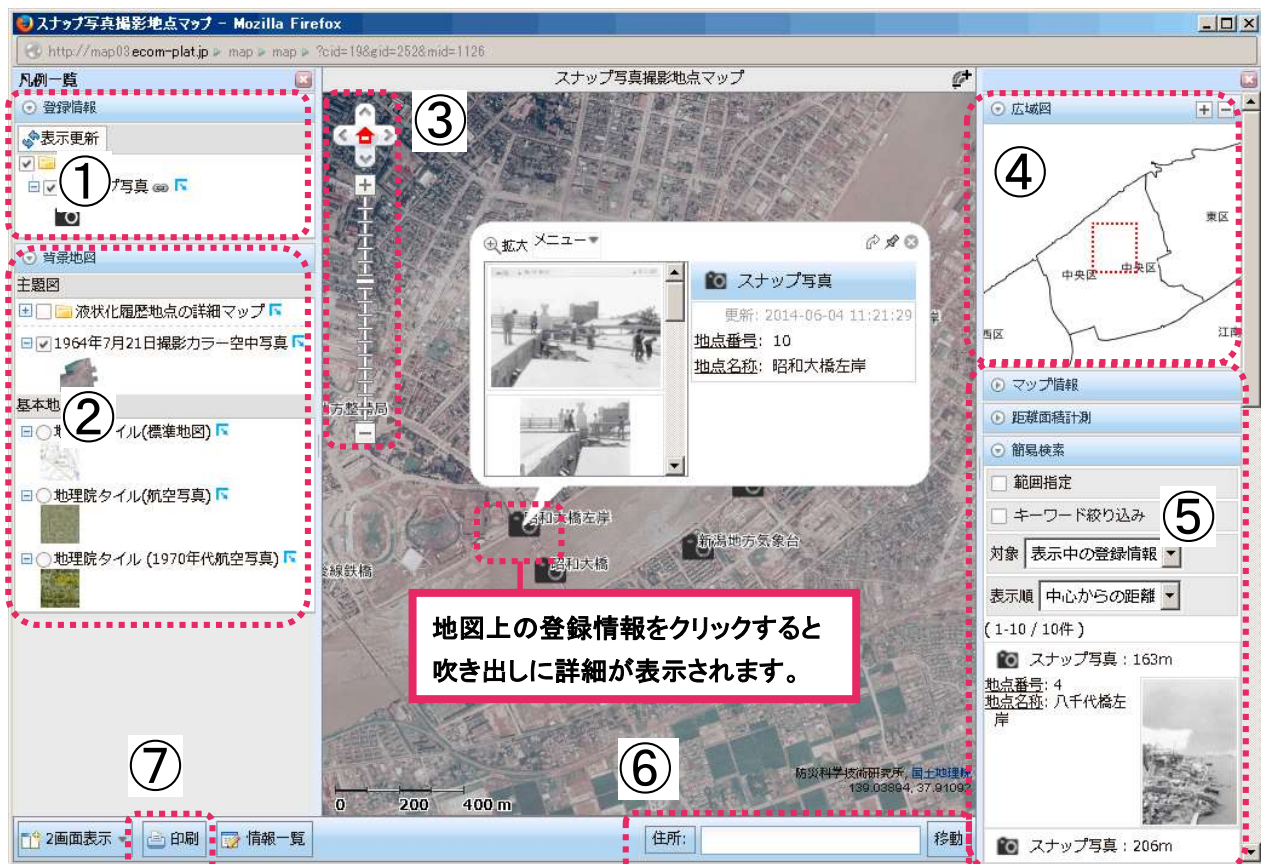 スナップ写真撮影地点マップ - Mozilla Firefox
http://map03.ecom-plat.jp ▸ map ▸ map ▸ ?cid=19&gid=252&mid=1126
凡例一覧
スナップ写真撮影地点マップ
登録情報
表示更新
①
プ写真
背景地図
主題図
液状化履歴地点の詳細マップ
1964年7月21日撮影カラー空中写真
基本地
②
イル(標準地図)
地理院タイル(航空写真)
地理院タイル (1970年代航空写真)
③
拡大 メニュー
スナップ写真
更新: 2014-06-04 11:21:29
地点番号: 10
地点名称: 昭和大橋左岸
昭和大橋左岸
新潟地方気象台
昭和大橋
線鉄橋
地図上の登録情報をクリックすると
吹き出しに詳細が表示されます。
防災科学技術研究所, 国土地理院
139.03894, 37.91092
0 200 400 m
④
広域図
東区
中央区
中央区
西区
江南
マップ情報
距離面積計測
簡易検索
範囲指定
キーワード絞り込み
⑤
対象 表示中の登録情報
表示順 中心からの距離
(1-10 / 10件)
スナップ写真 : 163m
地点番号: 4
地点名称: 八千代橋左
岸
スナップ写真 : 206m
⑦
⑥
2画面表示
印刷
情報一覧
住所:
移動